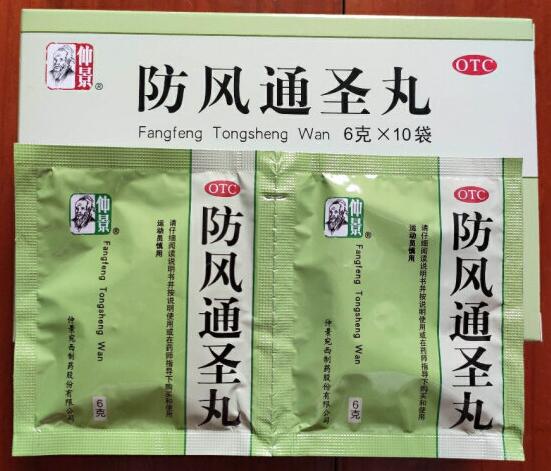 仲景
®
防风通圣丸
OTC
Fangfeng Tongsheng Wan 6克×10袋
OTC
防风通圣丸
请仔细阅读说明书并按说明使用或在药师指导下购买和使用
运动员慎用
仲景
®
Fangfeng Tongsheng Wan
仲景宛西制药股份有限公司
6克
OTC
防风通圣丸
请仔细阅读说明书并按说明使用或在药师指导下购买和使用
运动员慎用
仲景
®
Fangfeng Tongsheng Wan
仲景宛西制药股份有限公司
6克